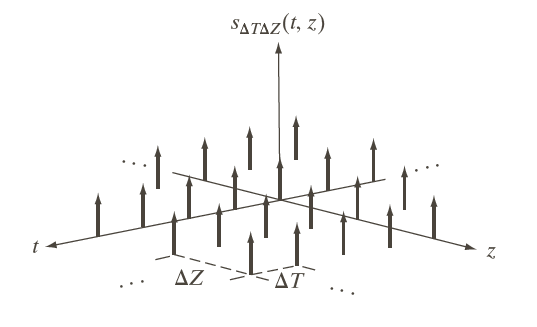 s_{ΔTΔZ}(t, z)
. . .
. . .
t
z
ΔZ
ΔT
. . .
. . .